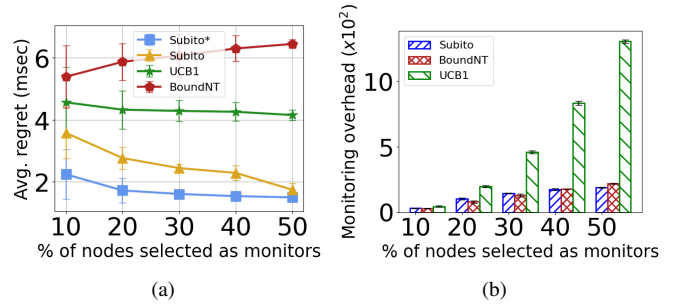 Avg. regret (msec)
6
4
2
Subito*
Subito
UCB1
BoundNT
10 20 30 40 50
% of nodes selected as monitors
(a)
Monitoring overhead (x10²)
10
5
0
Subito
BoundNT
UCB1
10 20 30 40 50
% of nodes selected as monitors
(b)